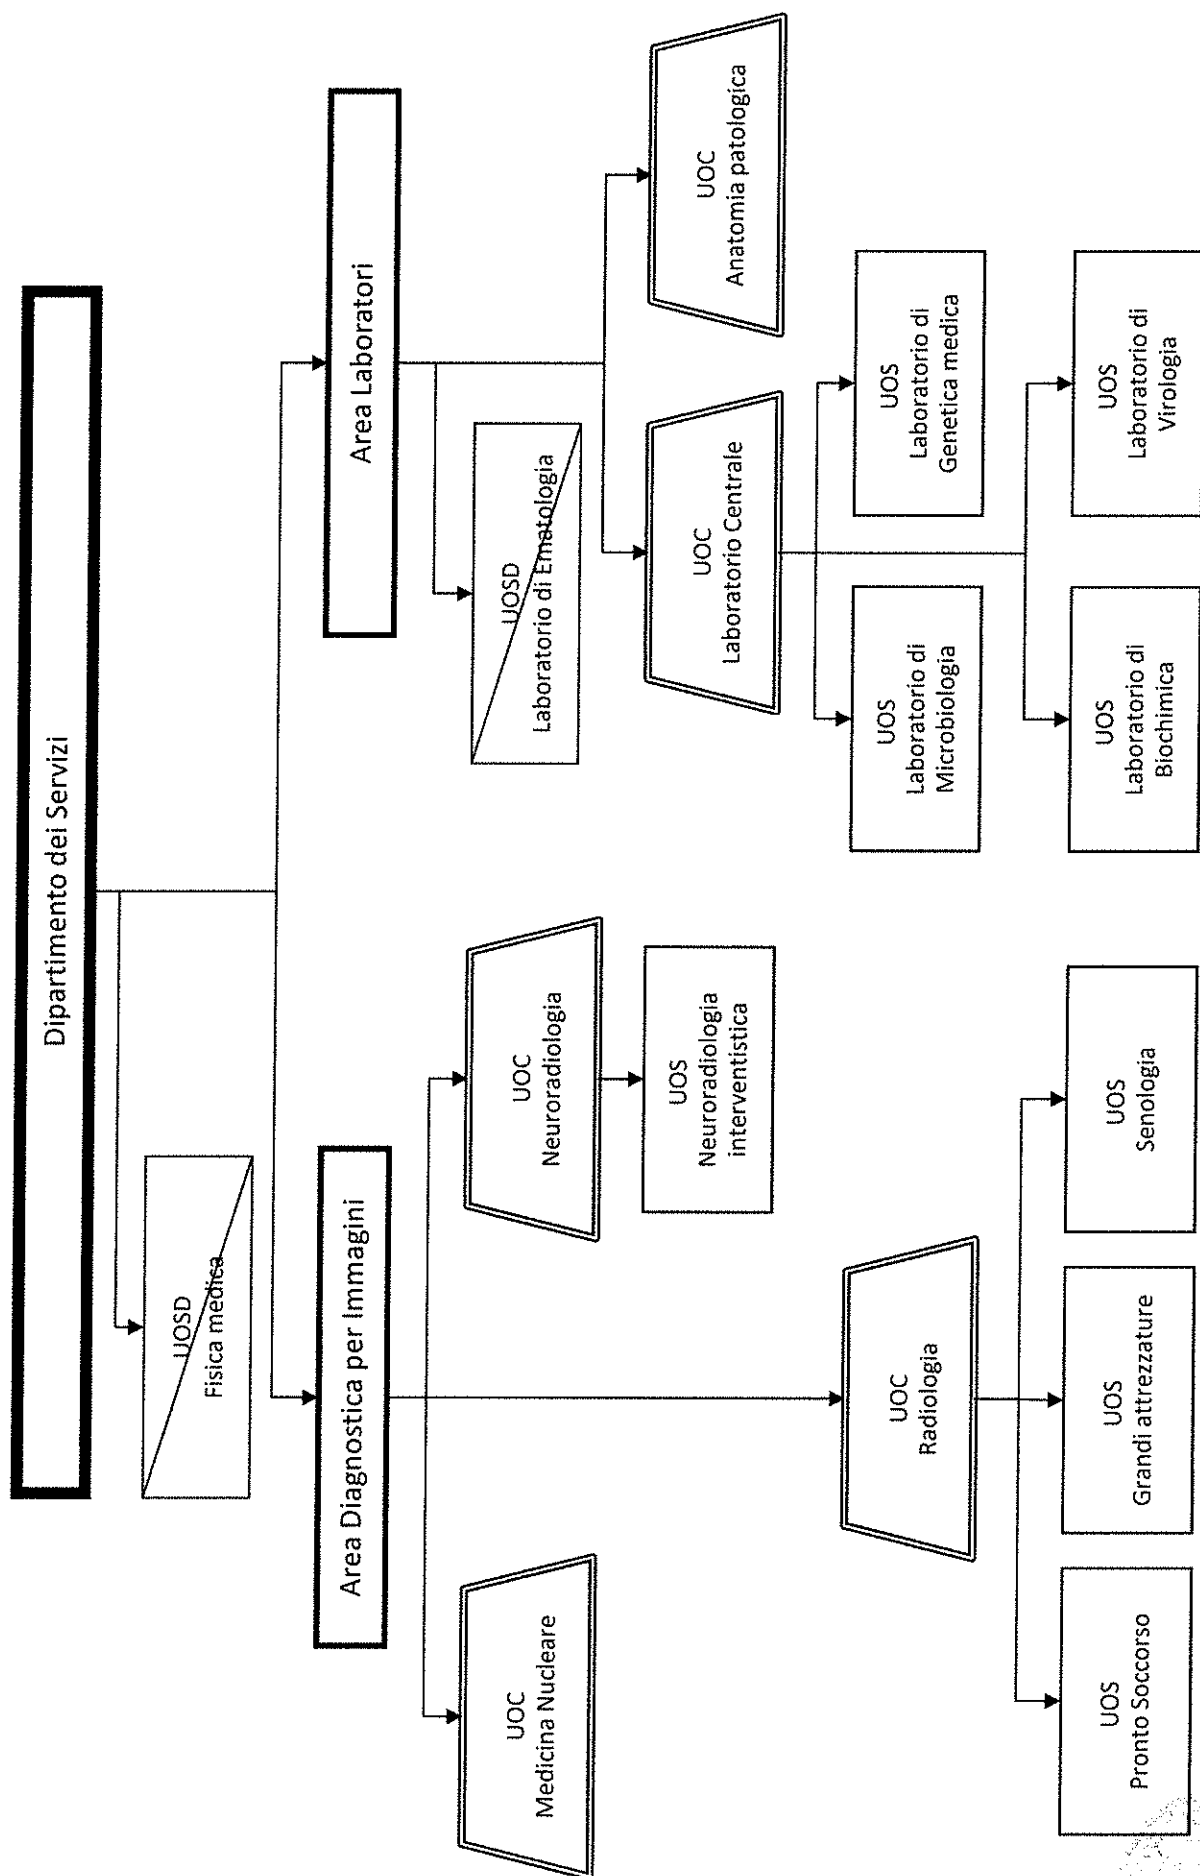 Dipartimento dei Servizi
UOSD
Fisica medica
Area Diagnostica per Immagini
Area Laboratori
UOC
Medicina Nucleare
UOC
Neuroradiologia
UOS
Neuroradiologia
interventistica
UOC
Radiologia
UOS
Pronto Soccorso
UOS
Grandi attrezzature
UOS
Senologia
UOSD
Laboratorio di Ematologia
UOC
Laboratorio Centrale
UOC
Anatomia patologica
UOS
Laboratorio di
Microbiologia
UOS
Laboratorio di
Genetica medica
UOS
Laboratorio di
Biochimica
UOS
Laboratorio di
Virologia